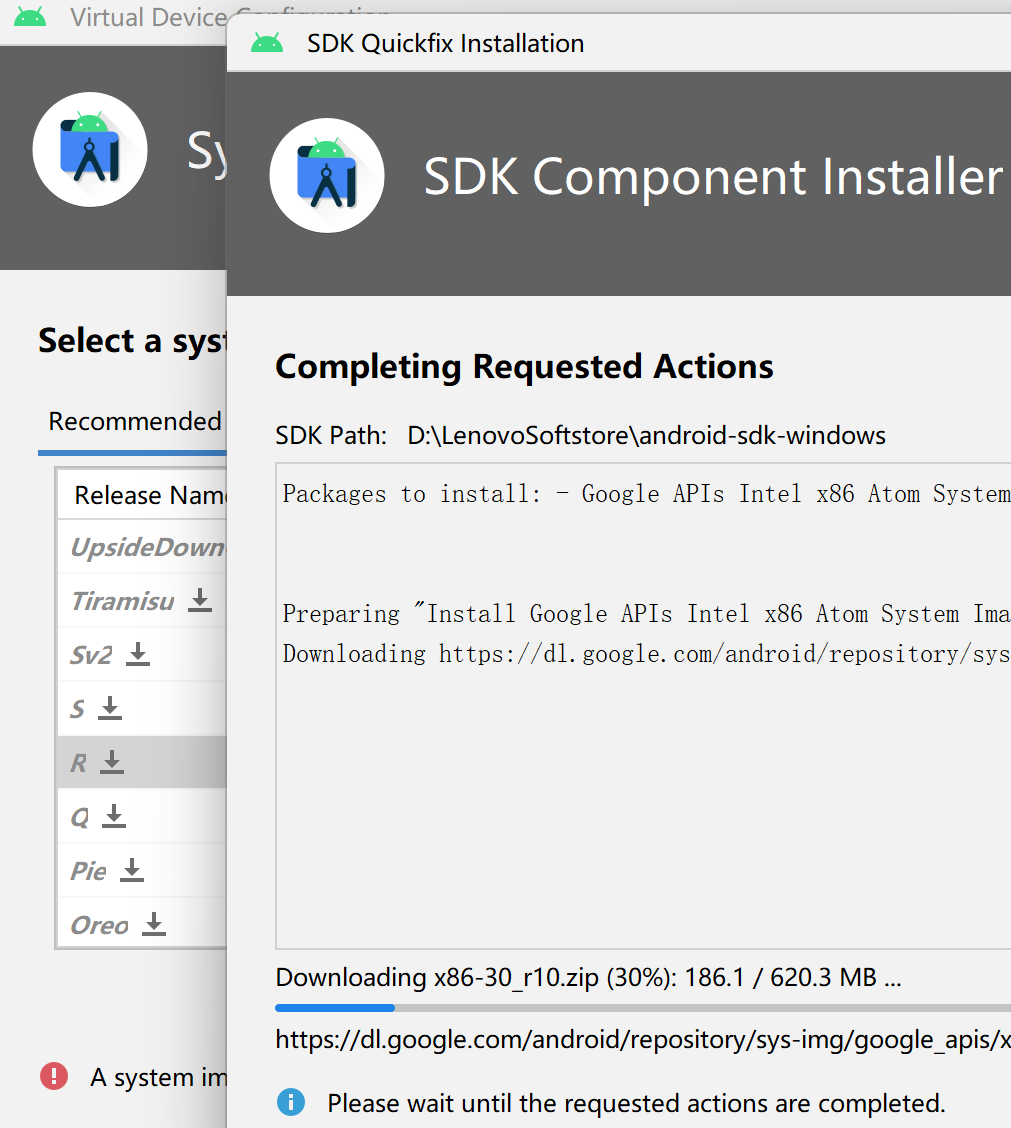 Virtual Device Configuration
SDK Quickfix Installation
SDK Component Installer
Select a syst
Recommended
Release Name
UpsideDown
Tiramisu
Sv2
S
R
Q
Pie
Oreo
A system im
Completing Requested Actions
SDK Path: D:\LenovoSoftstore\android-sdk-windows
Packages to install: - Google APIs Intel x86 Atom System
Preparing "Install Google APIs Intel x86 Atom System Ima
Downloading https://dl.google.com/android/repository/sys
Downloading x86-30_r10.zip (30%): 186.1 / 620.3 MB ...
https://dl.google.com/android/repository/sys-img/google_apis/x
Please wait until the requested actions are completed.